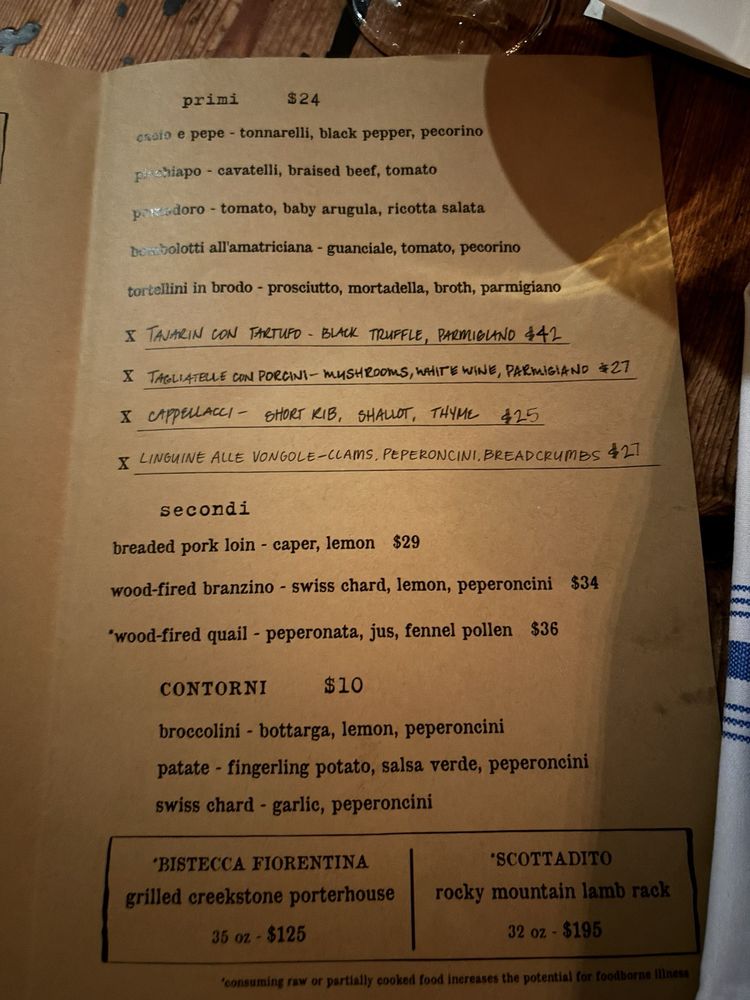 primi $24
cacio e pepe - tonnarelli, black pepper, pecorino
picchiapo - cavatelli, braised beef, tomato
pomodoro - tomato, baby arugula, ricotta salata
bombolotti all'amatriciana - guanciale, tomato, pecorino
tortellini in brodo - prosciutto, mortadella, broth, parmigiano
X TAJARIN CON TARTUFO - BLACK TRUFFLE, PARMIGIANO $42
X TAGLIATELLE CON PORCINI - MUSHROOMS, WHITE WINE, PARMIGIANO $27
X CAPPELLACCI - SHORT RIB, SHALLOT, THYME $25
X LINGUINE ALLE VONGOLE - CLAMS, PEPERONCINI, BREADCRUMBS $27
secondi
breaded pork loin - caper, lemon $29
wood-fired branzino - swiss chard, lemon, peperoncini $34
*wood-fired quail - peperonata, jus, fennel pollen $36
CONTORNI $10
broccolini - bottarga, lemon, peperoncini
patate - fingerling potato, salsa verde, peperoncini
swiss chard - garlic, peperoncini
*BISTECCA FIORENTINA
grilled creekstone porterhouse
35 oz - $125
*SCOTTADITO
rocky mountain lamb rack
32 oz - $195
*consuming raw or partially cooked food increases the potential for foodborne illness